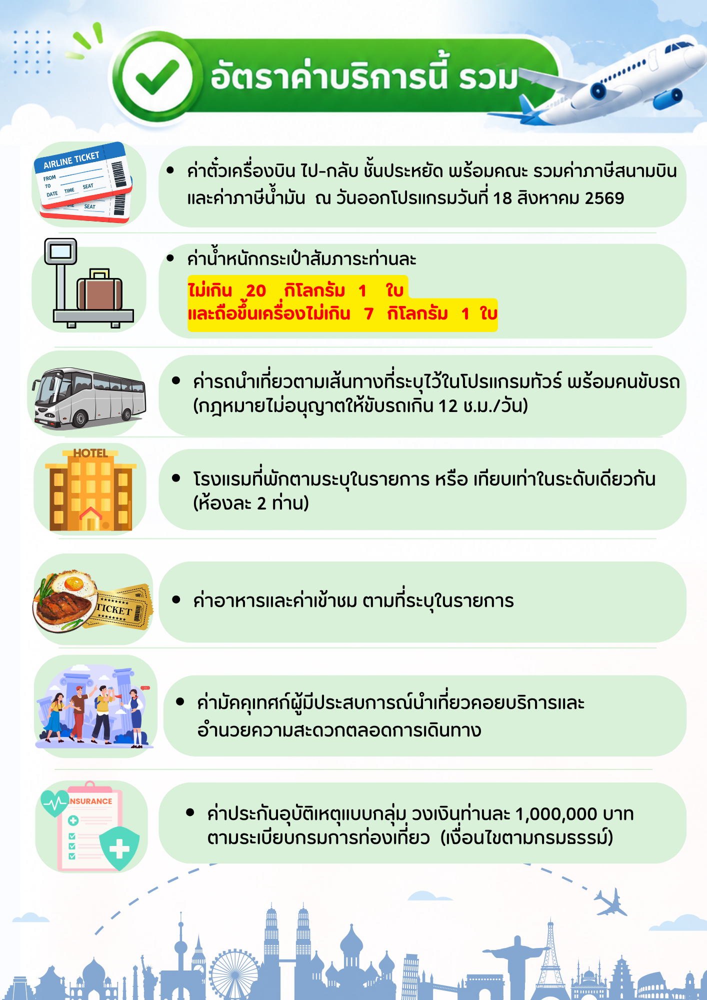 อัตราค่าบริการนี้ รวม
AIRLINE TICKET
FROM
TO
DATE TIME SEAT
TIME SEAT
• ค่าตั๋วเครื่องบิน ไป-กลับ ชั้นประหยัด พร้อมคณะ รวมค่าภาษีสนามบิน
และค่าภาษีน้ำมัน ณ วันออกโปรแกรมวันที่ 18 สิงหาคม 2569
• ค่าน้ำหนักกระเป๋าสัมภาระท่านละ
ไม่เกิน 20 กิโลกรัม 1 ใบ
และถือขึ้นเครื่องไม่เกิน 7 กิโลกรัม 1 ใบ
• ค่ารถนำเที่ยวตามเส้นทางที่ระบุไว้ในโปรแกรมทัวร์ พร้อมคนขับรถ
(กฎหมายไม่อนุญาตให้ขับรถเกิน 12 ช.ม./วัน)
HOTEL
• โรงแรมที่พักตามระบุในรายการ หรือ เทียบเท่าในระดับเดียวกัน
(ห้องละ 2 ท่าน)
TICKET
• ค่าอาหารและค่าเข้าชม ตามที่ระบุในรายการ
• ค่ามัคคุเทศก์ผู้มีประสบการณ์นำเที่ยวคอยบริการและ
อำนวยความสะดวกตลอดการเดินทาง
INSURANCE
• ค่าประกันอุบัติเหตุแบบกลุ่ม วงเงินท่านละ 1,000,000 บาท
ตามระเบียบกรมการท่องเที่ยว (เงื่อนไขตามกรมธรรม์)